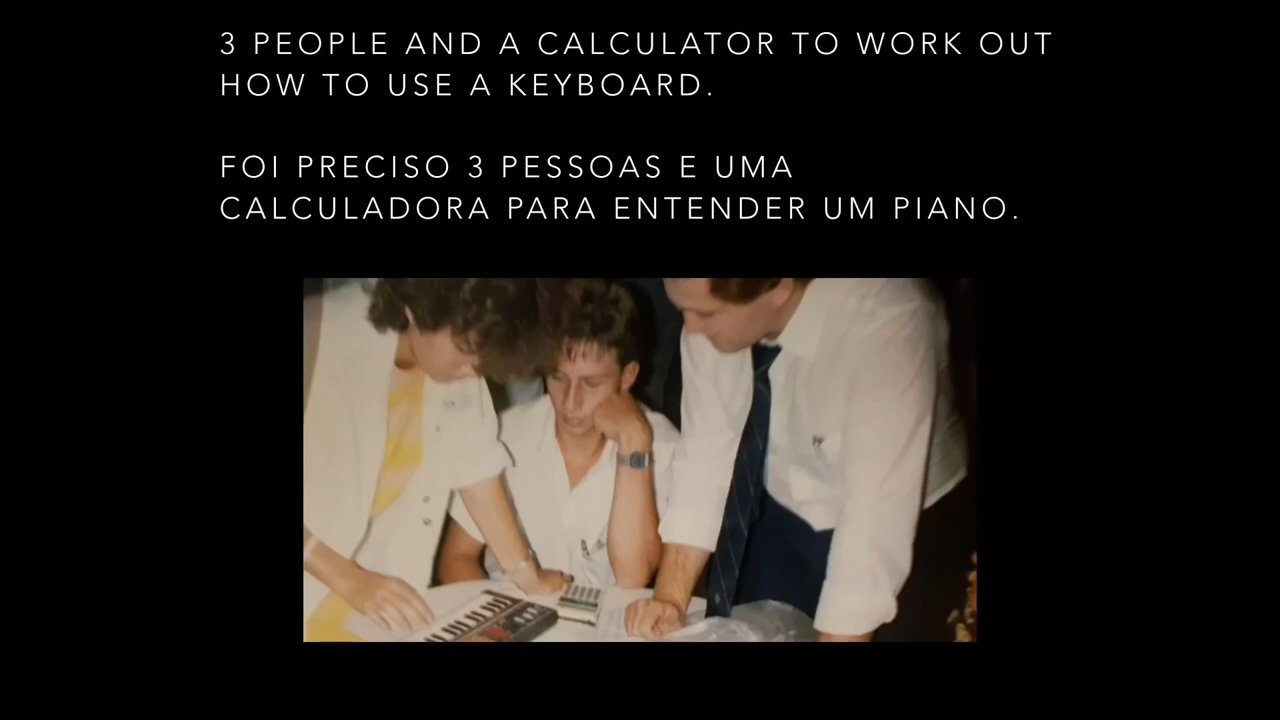 3 PEOPLE AND A CALCULATOR TO WORK OUT
HOW TO USE A KEYBOARD.
FOI PRECISO 3 PESSOAS E UMA
CALCULADORA PARA ENTENDER UM PIANO.